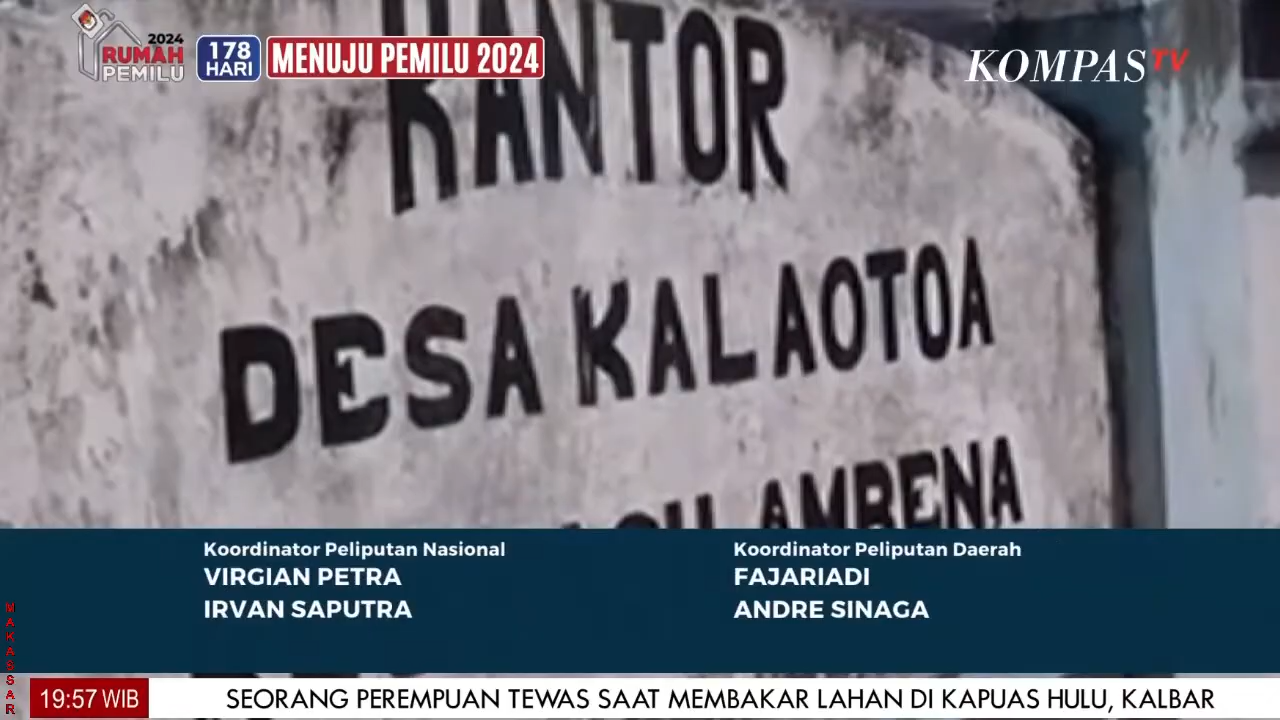 2024
RUMAH
PEMILU
178
HARI
MENUJU PEMILU 2024
KOMPAS TV
KANTOR
DESA KALAOTOA
AMBENA
Koordinator Peliputan Nasional
VIRGIAN PETRA
IRVAN SAPUTRA
Koordinator Peliputan Daerah
FAJARIADI
ANDRE SINAGA
MAKASSAR
19:57 WIB
SEORANG PEREMPUAN TEWAS SAAT MEMBAKAR LAHAN DI KAPUAS HULU, KALBAR